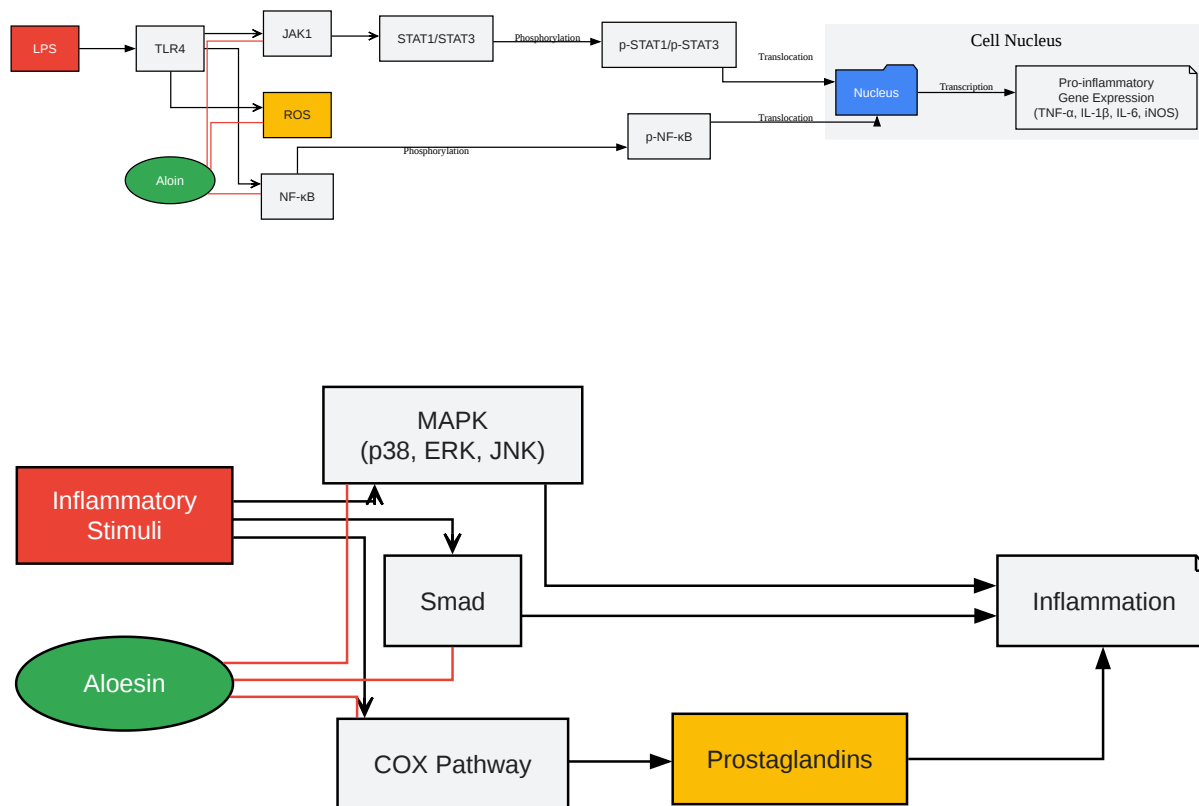 Cell Nucleus
LPS
TLR4
JAK1
STAT1/STAT3
Phosphorylation
p-STAT1/p-STAT3
Translocation
Nucleus
Transcription
Pro-inflammatory
Gene Expression
(TNF-α, IL-1β, IL-6, iNOS)
ROS
Aloin
NF-κB
Phosphorylation
p-NF-κB
Translocation
MAPK
(p38, ERK, JNK)
Inflammatory
Stimuli
Smad
Inflammation
Aloesin
COX Pathway
Prostaglandins